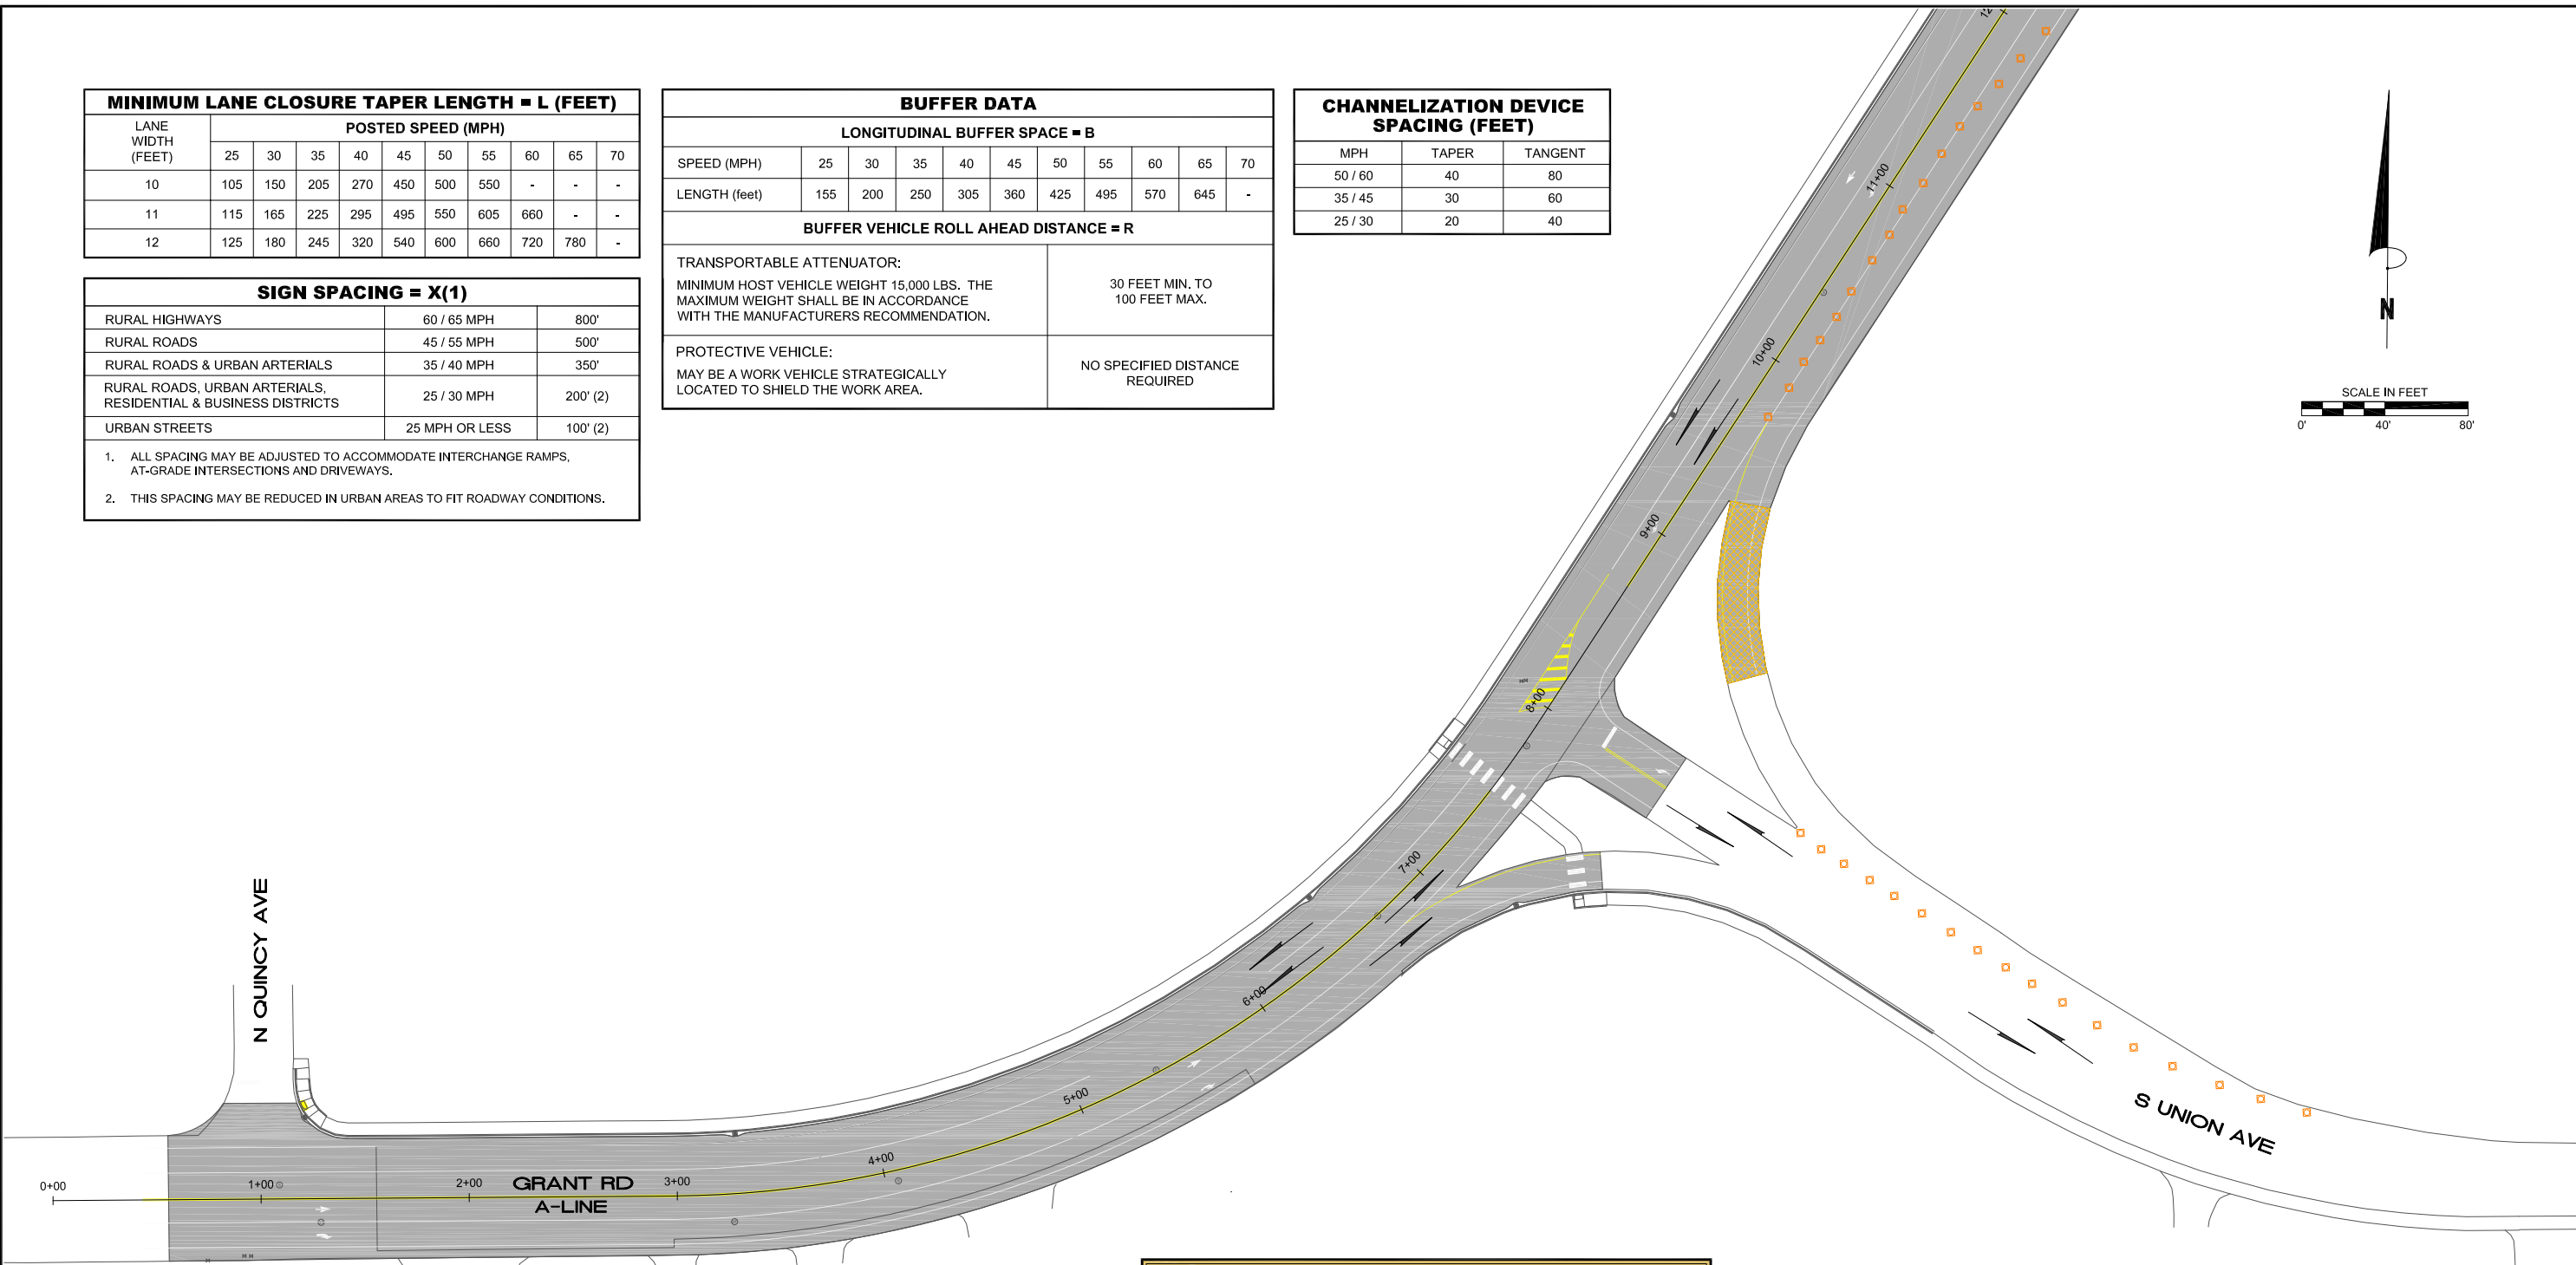 MINIMUM LANE CLOSURE TAPER LENGTH = L (FEET)
LANE WIDTH (FEET) POSTED SPEED (MPH)
25 30 35 40 45 50 55 60 65 70
10 105 150 205 270 450 500 550 - - -
11 115 165 225 295 495 550 605 660 - -
12 125 180 245 320 540 600 660 720 780 -
SIGN SPACING = X(1)
RURAL HIGHWAYS 60 / 65 MPH 800'
RURAL ROADS 45 / 55 MPH 500'
RURAL ROADS & URBAN ARTERIALS 35 / 40 MPH 350'
RURAL ROADS, URBAN ARTERIALS,
RESIDENTIAL & BUSINESS DISTRICTS 25 / 30 MPH 200' (2)
URBAN STREETS 25 MPH OR LESS 100' (2)
1. ALL SPACING MAY BE ADJUSTED TO ACCOMMODATE INTERCHANGE RAMPS,
AT-GRADE INTERSECTIONS AND DRIVEWAYS.
2. THIS SPACING MAY BE REDUCED IN URBAN AREAS TO FIT ROADWAY CONDITIONS.
BUFFER DATA
LONGITUDINAL BUFFER SPACE = B
SPEED (MPH) 25 30 35 40 45 50 55 60 65 70
LENGTH (feet) 155 200 250 305 360 425 495 570 645 -
BUFFER VEHICLE ROLL AHEAD DISTANCE = R
TRANSPORTABLE ATTENUATOR:
MINIMUM HOST VEHICLE WEIGHT 15,000 LBS. THE
MAXIMUM WEIGHT SHALL BE IN ACCORDANCE
WITH THE MANUFACTURERS RECOMMENDATION.
30 FEET MIN. TO
100 FEET MAX.
PROTECTIVE VEHICLE:
MAY BE A WORK VEHICLE STRATEGICALLY
LOCATED TO SHIELD THE WORK AREA.
NO SPECIFIED DISTANCE
REQUIRED
CHANNELIZATION DEVICE
SPACING (FEET)
MPH TAPER TANGENT
50 / 60 40 80
35 / 45 30 60
25 / 30 20 40
N
SCALE IN FEET
0' 40' 80'
11+00
10+00
9+00
8+00
7+00
6+00
5+00
4+00
3+00
2+00
1+00
0+00
N QUINCY AVE
GRANT RD
A-LINE
S UNION AVE